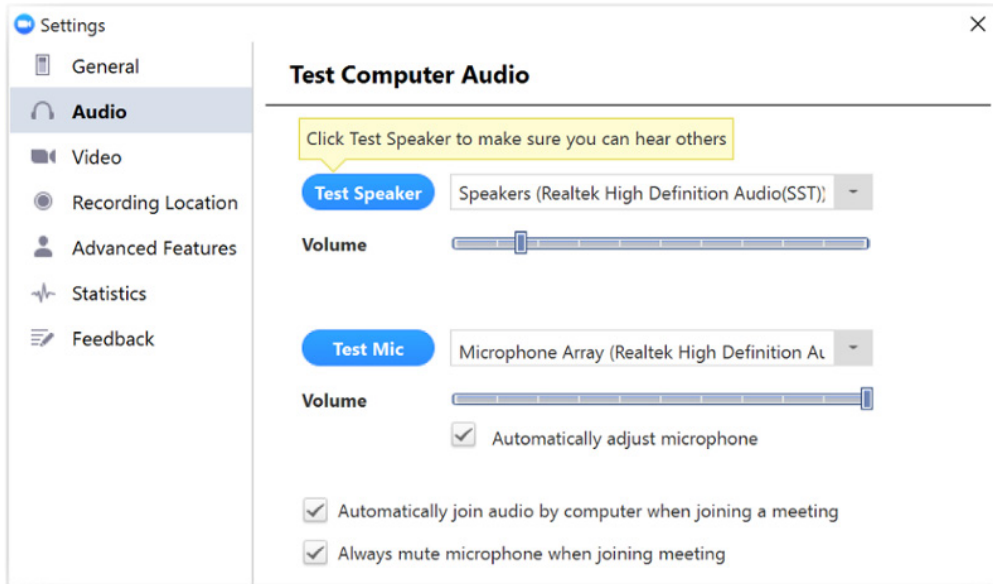 Settings
General
Audio
Video
Recording Location
Advanced Features
Statistics
Feedback
Test Computer Audio
Click Test Speaker to make sure you can hear others
Test Speaker
Speakers (Realtek High Definition Audio(SST))
Volume
Test Mic
Microphone Array (Realtek High Definition Au
Volume
Automatically adjust microphone
Automatically join audio by computer when joining a meeting
Always mute microphone when joining meeting